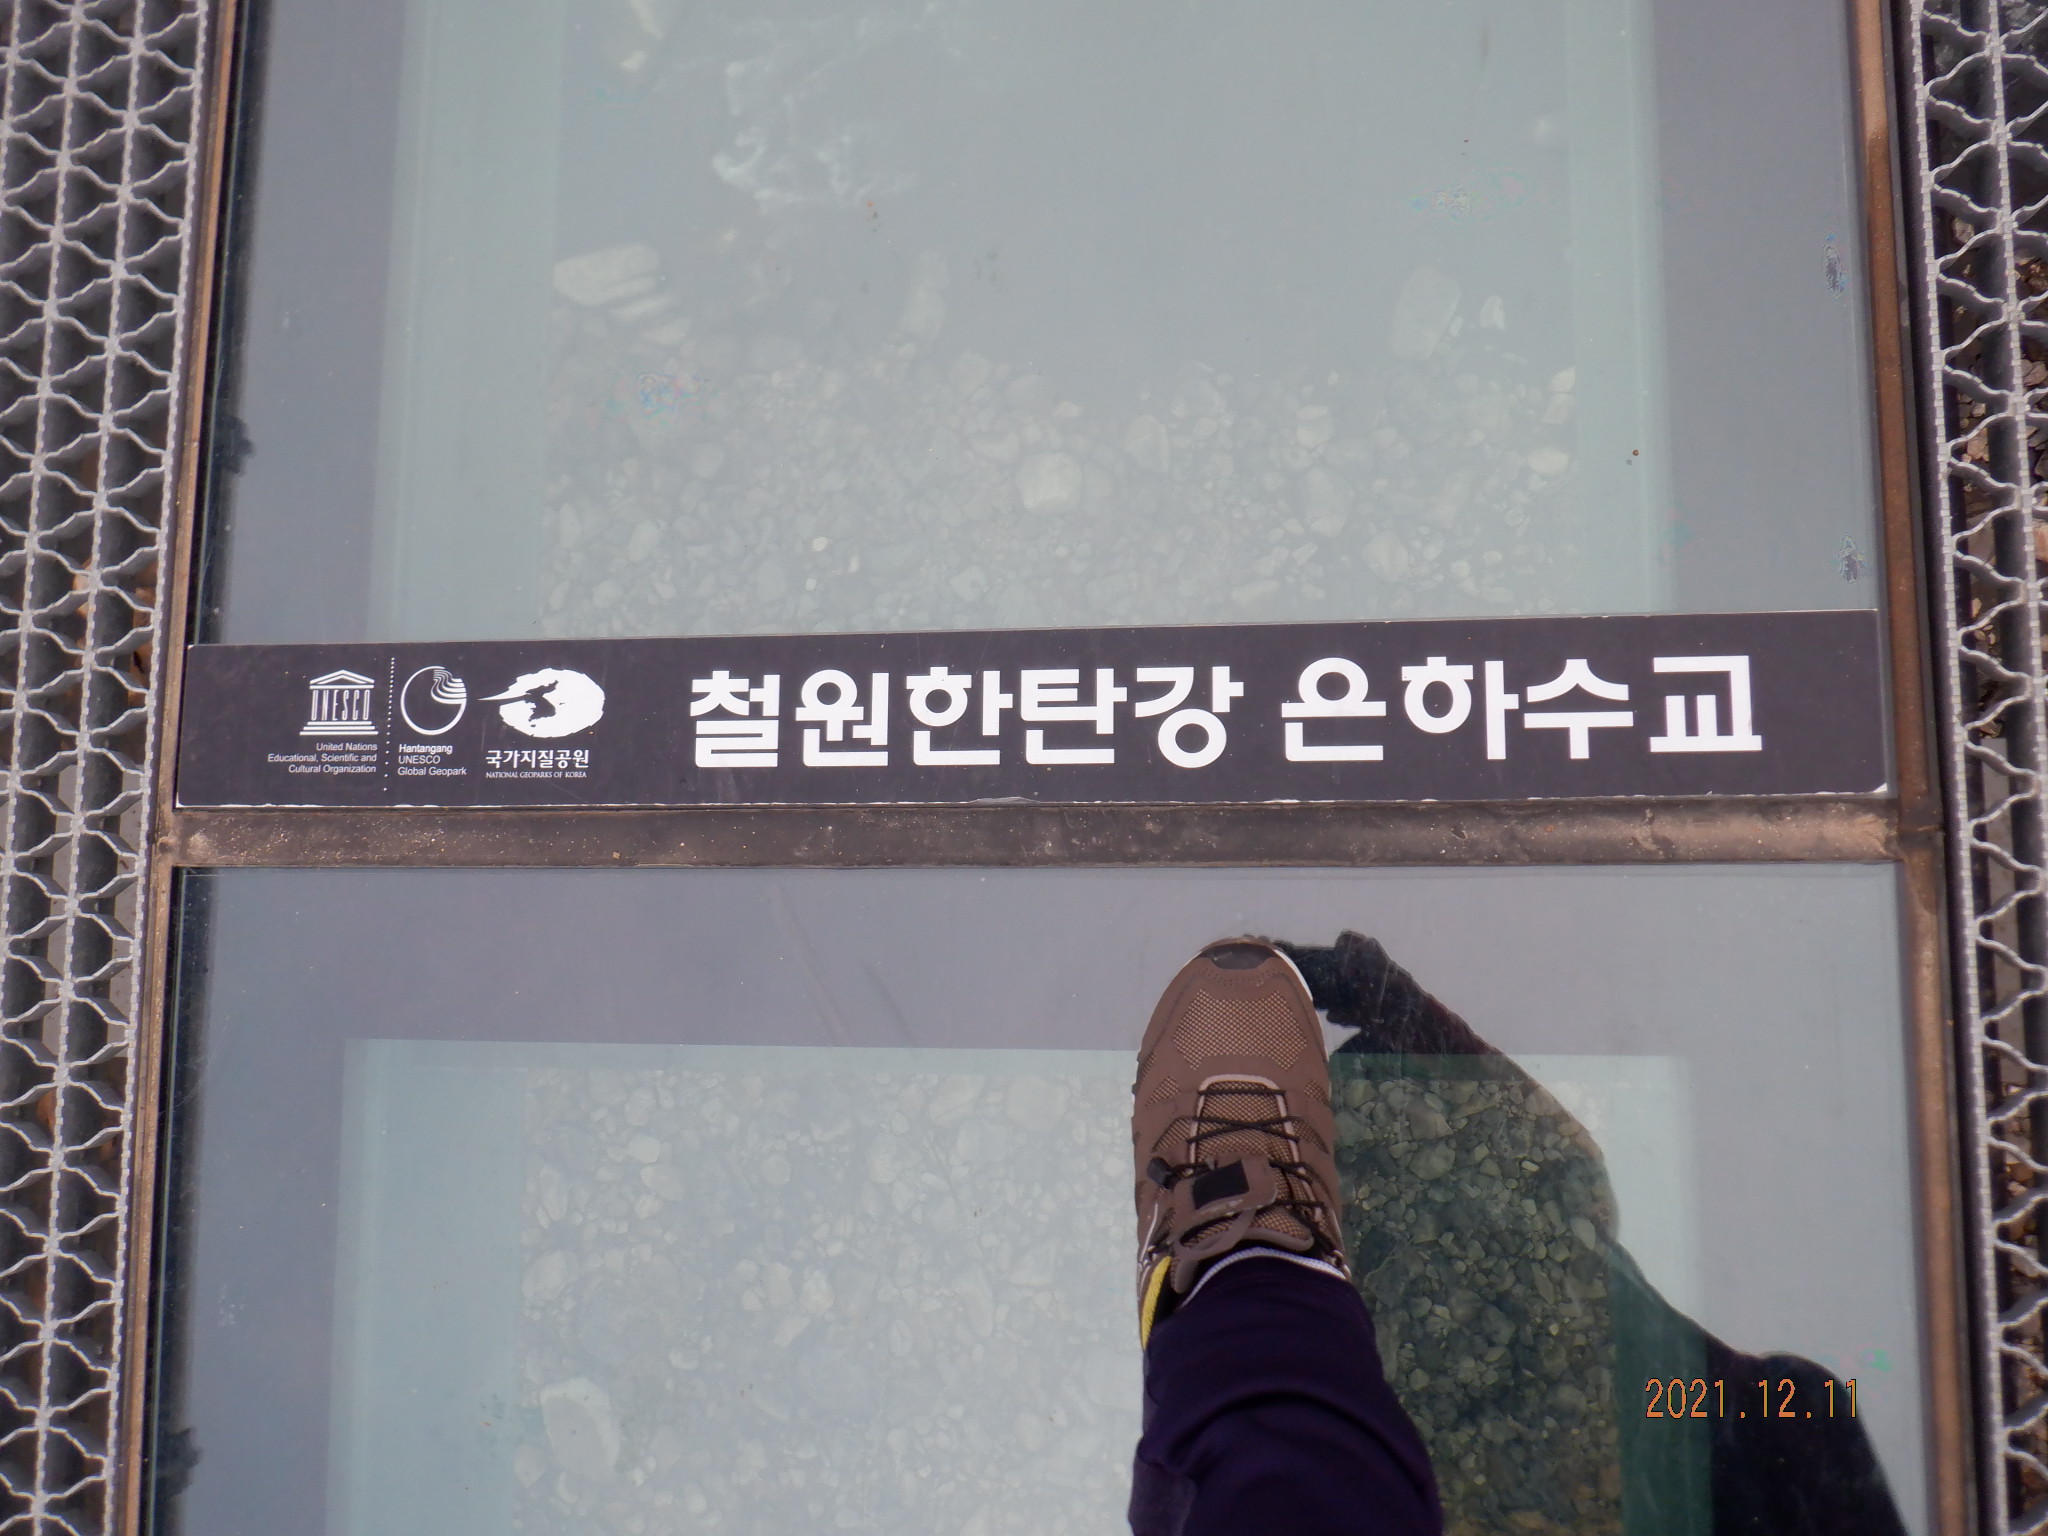 UNESCO
United Nations
Educational, Scientific and
Cultural Organization
Hantangang
UNESCO
Global Geopark
국가지질공원
NATIONAL GEOPARKS OF KOREA
철원한탄강 은하수교
2021.12.11